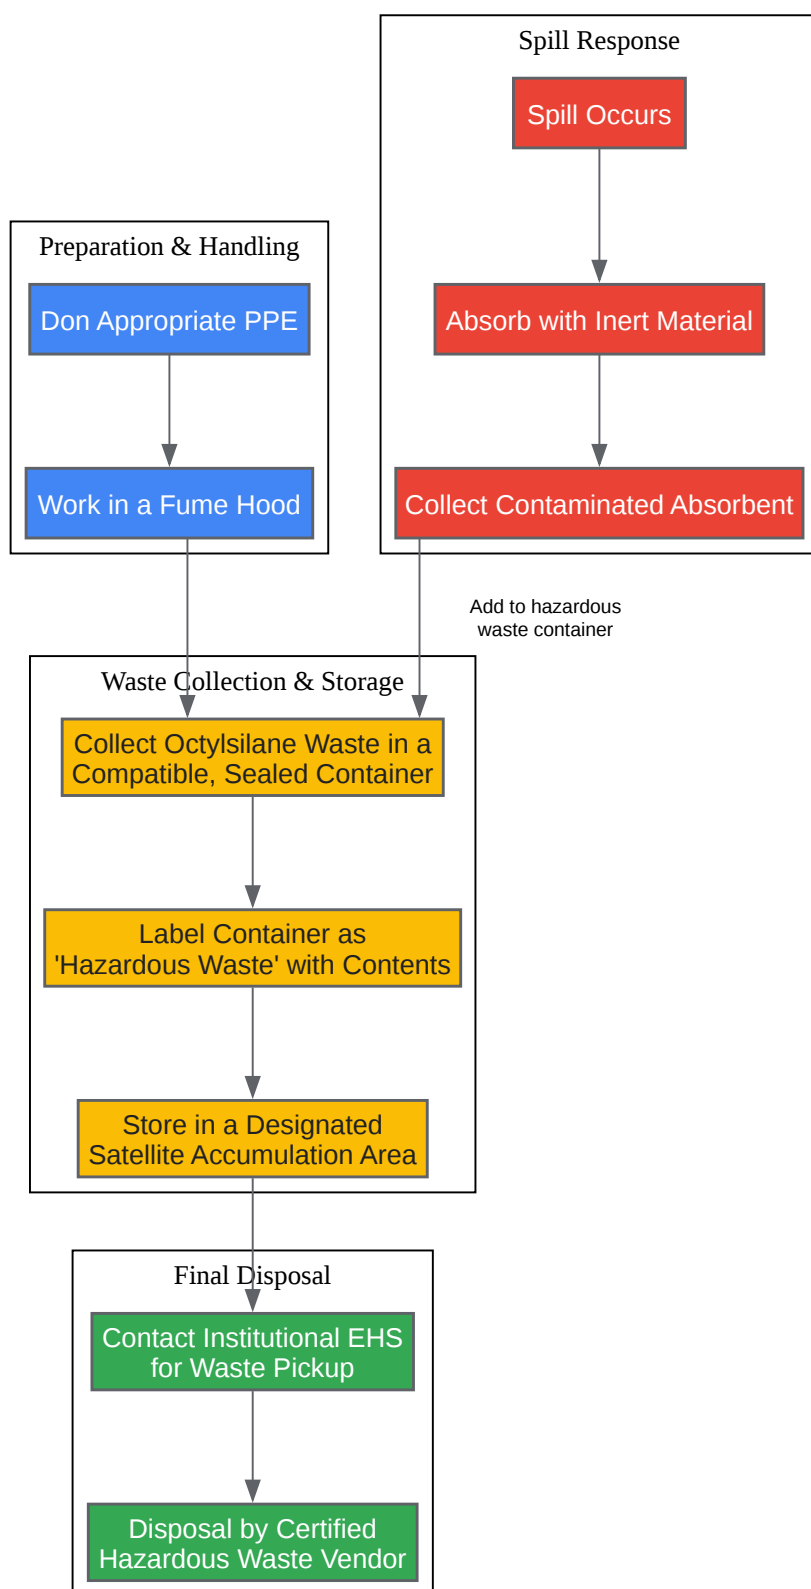 Spill Response
Spill Occurs
Preparation & Handling
Don Appropriate PPE
Absorb with Inert Material
Work in a Fume Hood
Collect Contaminated Absorbent
Add to hazardous
waste container
Waste Collection & Storage
Collect Octylsilane Waste in a
Compatible, Sealed Container
Label Container as
'Hazardous Waste' with Contents
Store in a Designated
Satellite Accumulation Area
Final Disposal
Contact Institutional EHS
for Waste Pickup
Disposal by Certified
Hazardous Waste Vendor